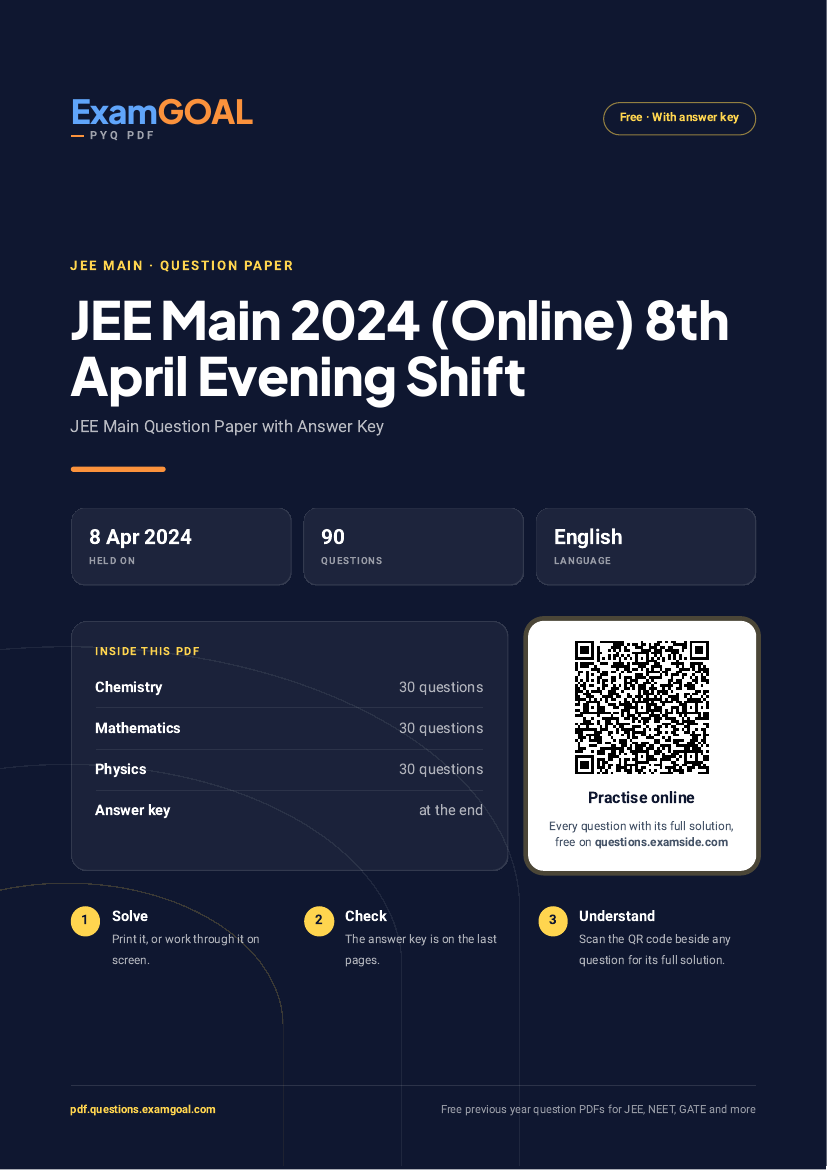 ExamGOAL
PYQ PDF
Free · With answer key
JEE MAIN · QUESTION PAPER
JEE Main 2024 (Online) 8th
April Evening Shift
JEE Main Question Paper with Answer Key
8 Apr 2024
HELD ON
90
QUESTIONS
English
LANGUAGE
INSIDE THIS PDF
Chemistry 30 questions
Mathematics 30 questions
Physics 30 questions
Answer key at the end
Practise online
Every question with its full solution,
free on questions.examside.com
1 Solve
Print it, or work through it on
screen.
2 Check
The answer key is on the last
pages.
3 Understand
Scan the QR code beside any
question for its full solution.
pdf.questions.examgoal.com
Free previous year question PDFs for JEE, NEET, GATE and more